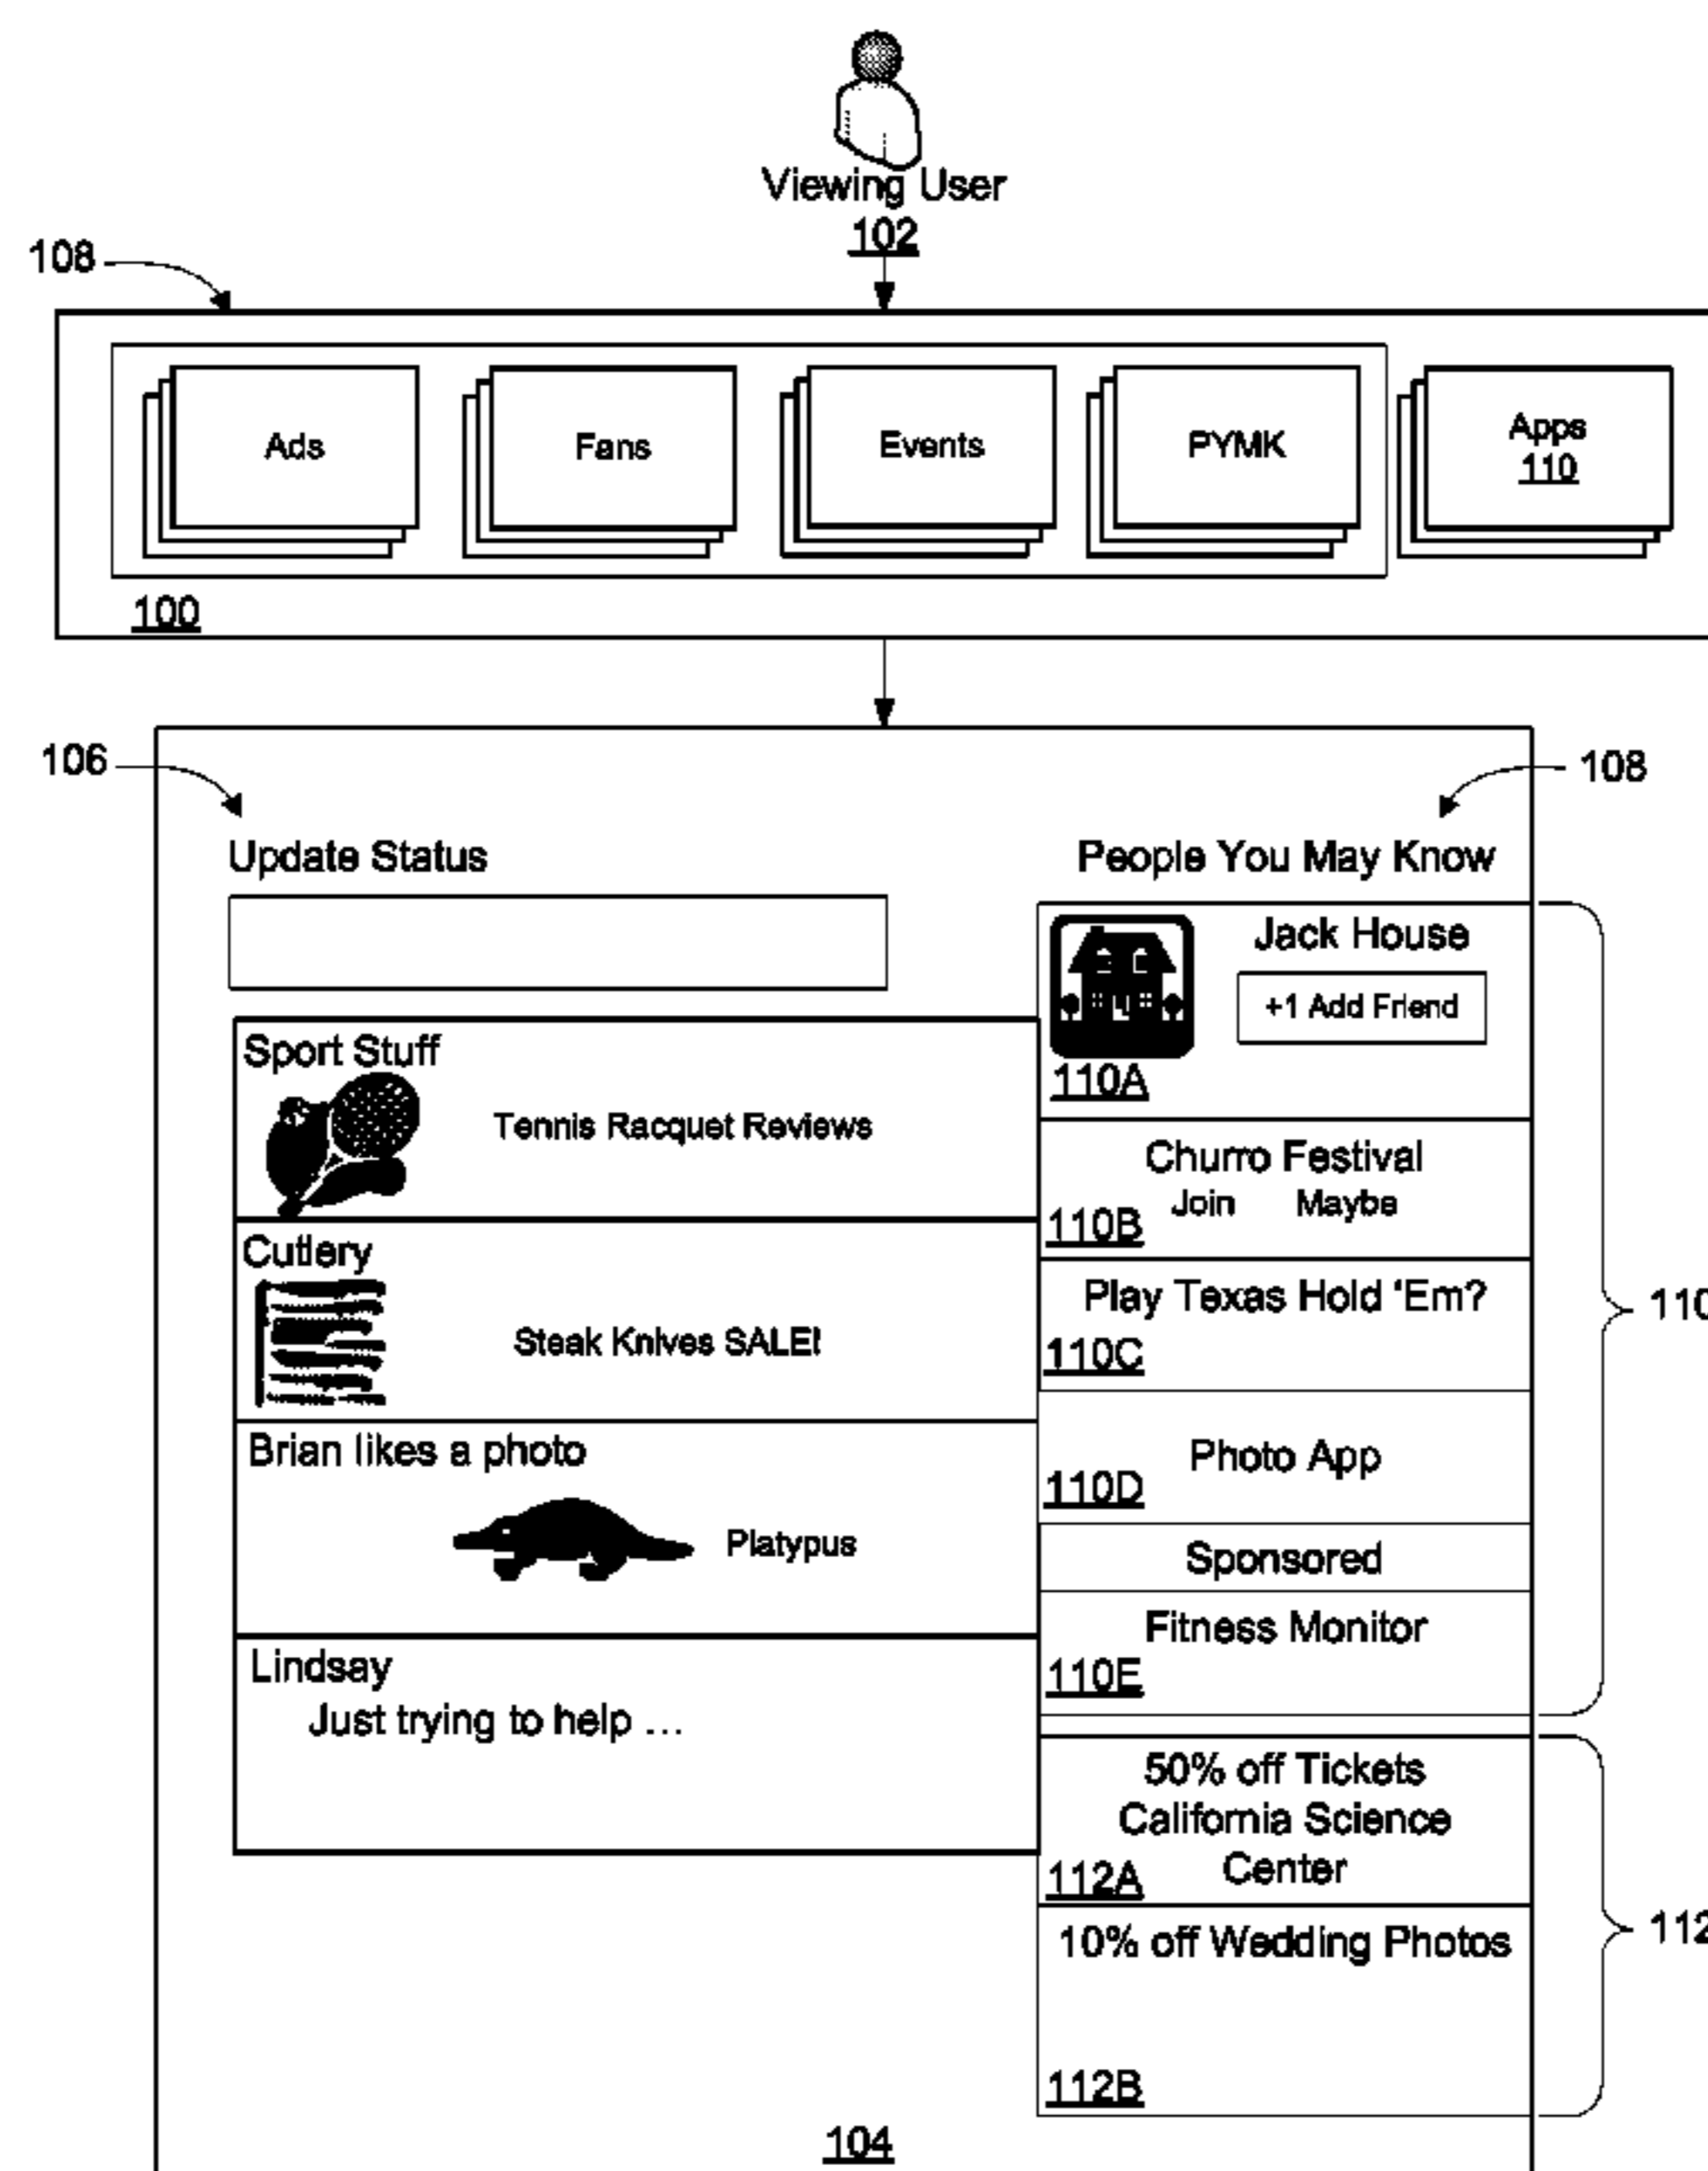 Viewing User
102
108
Ads
Fans
Events
PYMK
Apps
110
100
106
108
Update Status
People You May Know
Jack House
+1 Add Friend
110A
Sport Stuff
Tennis Racquet Reviews
Churro Festival
Join Maybe
110B
Cutlery
Steak Knives SALE!
Play Texas Hold 'Em?
110C
110
Brian likes a photo
Platypus
Photo App
110D
Sponsored
Fitness Monitor
110E
Lindsay
Just trying to help ...
50% off Tickets
California Science
Center
112A
10% off Wedding Photos
112
112B
104